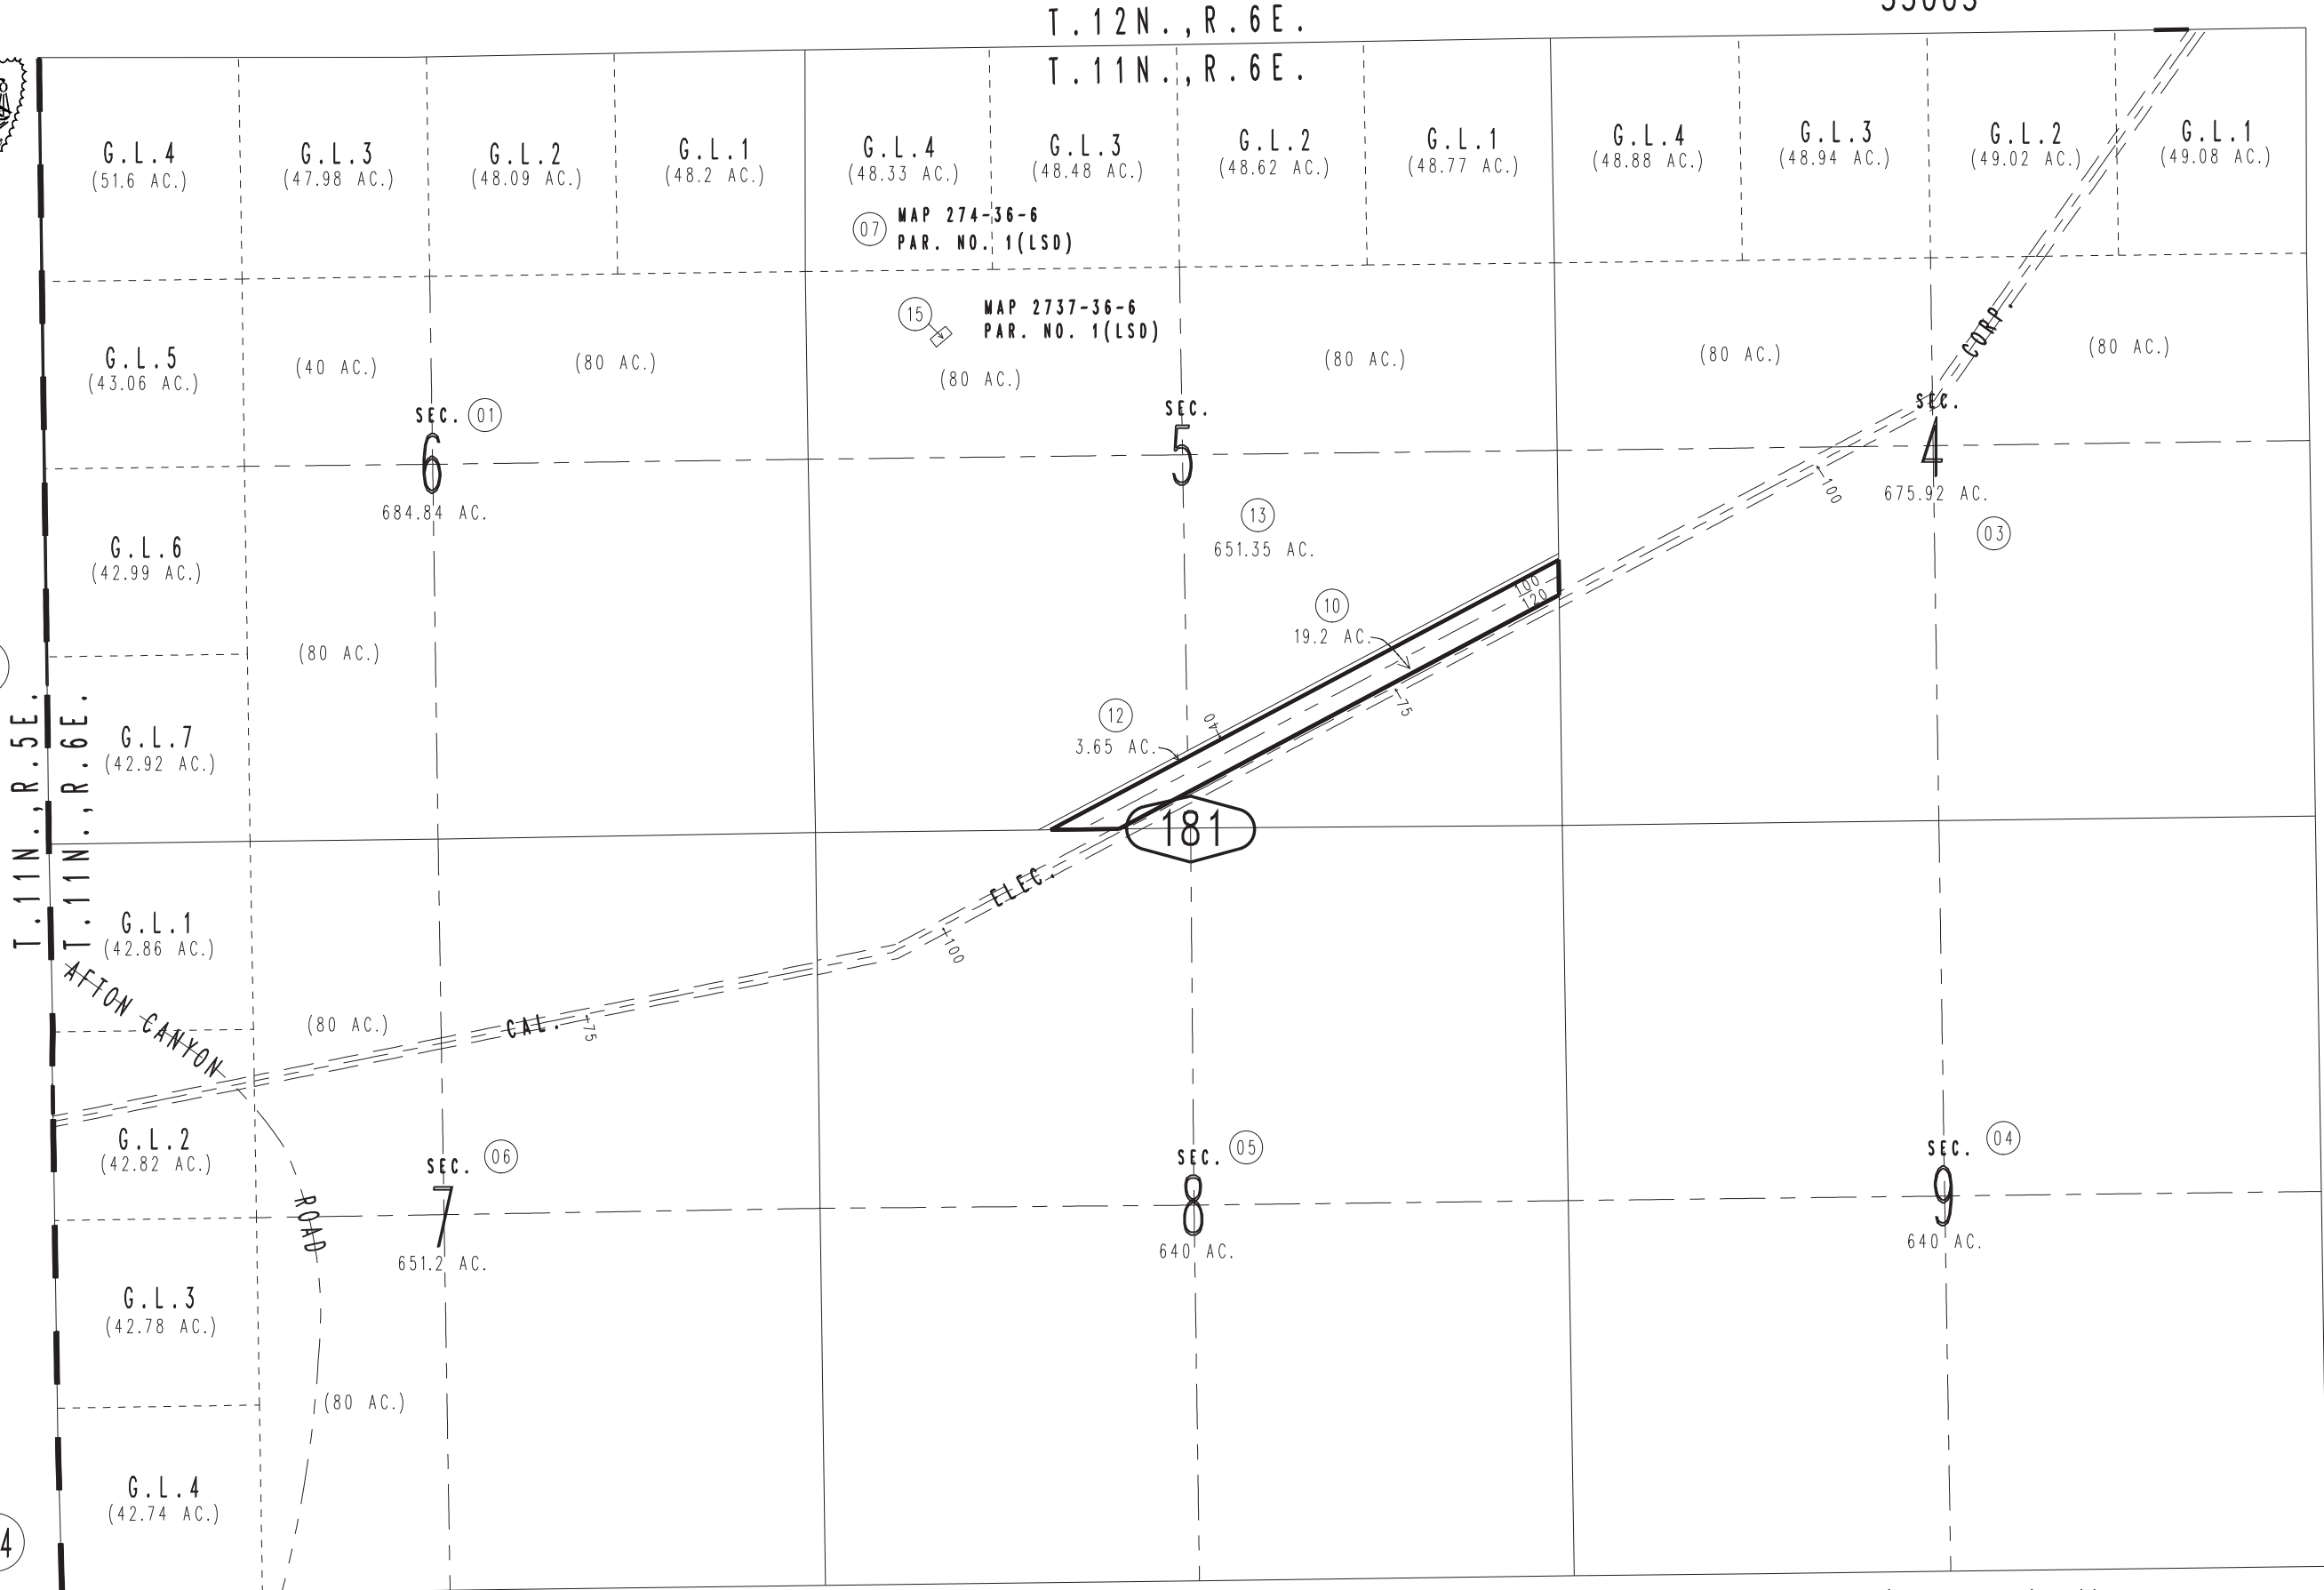 T.12N.,R.6E.
T.11N.,R.6E.
G.L.4
(51.6 AC.)
G.L.3
(47.98 AC.)
G.L.2
(48.09 AC.)
G.L.1
(48.2 AC.)
G.L.4
(48.33 AC.)
G.L.3
(48.48 AC.)
G.L.2
(48.62 AC.)
G.L.1
(48.77 AC.)
G.L.4
(48.88 AC.)
G.L.3
(48.94 AC.)
G.L.2
(49.02 AC.)
G.L.1
(49.08 AC.)
07
MAP 274-36-6
PAR. NO. 1(LSD)
15
MAP 2737-36-6
PAR. NO. 1(LSD)
G.L.5
(43.06 AC.)
(40 AC.)
(80 AC.)
(80 AC.)
(80 AC.)
(80 AC.)
(80 AC.)
CORP.
SEC. 01
6
684.84 AC.
SEC.
5
13
651.35 AC.
SEC.
4
675.92 AC.
03
100
G.L.6
(42.99 AC.)
(80 AC.)
10
19.2 AC.
100
120
12
3.65 AC.
40
75
G.L.7
(42.92 AC.)
T.11N.,R.5E.
T.11N.,R.6E.
181
ELEC.
100
G.L.1
(42.86 AC.)
AFTON CANYON
(80 AC.)
CAL.
75
G.L.2
(42.82 AC.)
ROAD
SEC. 06
7
651.2 AC.
SEC. 05
8
640 AC.
SEC. 04
9
640 AC.
G.L.3
(42.78 AC.)
(80 AC.)
G.L.4
(42.74 AC.)
4